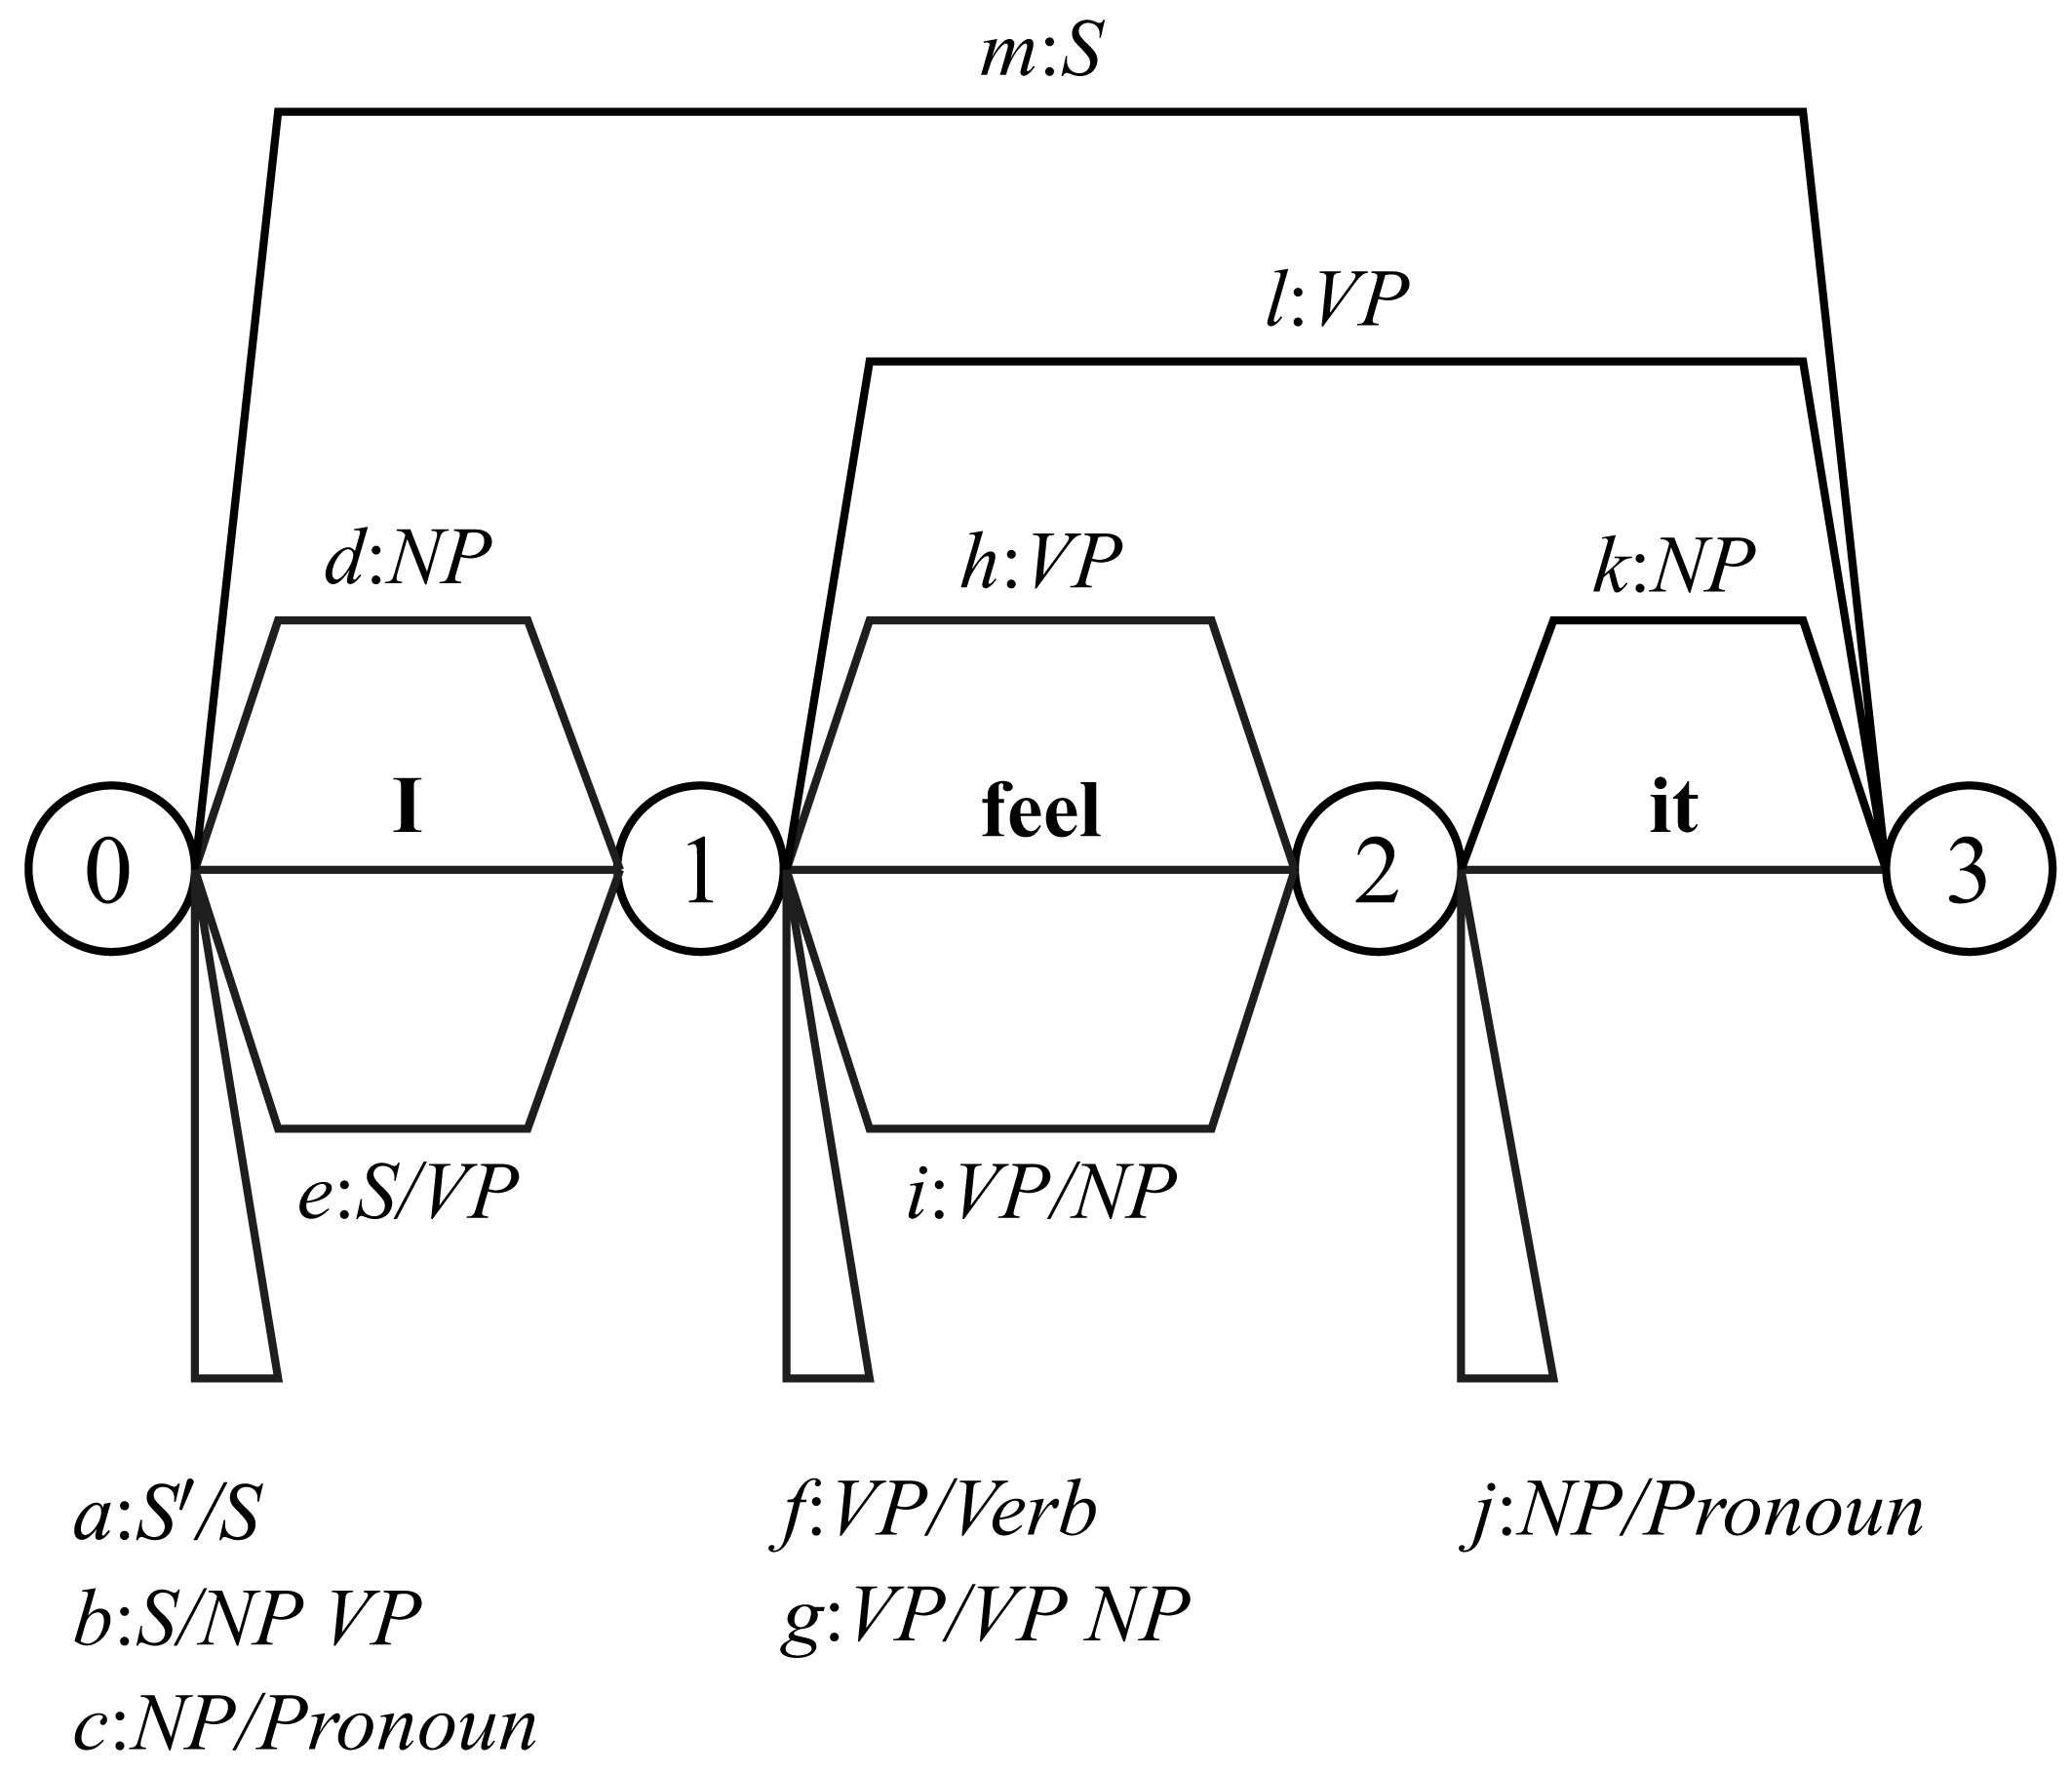 m:S
l:VP
d:NP h:VP k:NP
I feel it
0 1 2 3
e:S/VP i:VP/NP
a:S′/S f:VP/Verb j:NP/Pronoun
b:S/NP VP g:VP/VP NP
c:NP/Pronoun